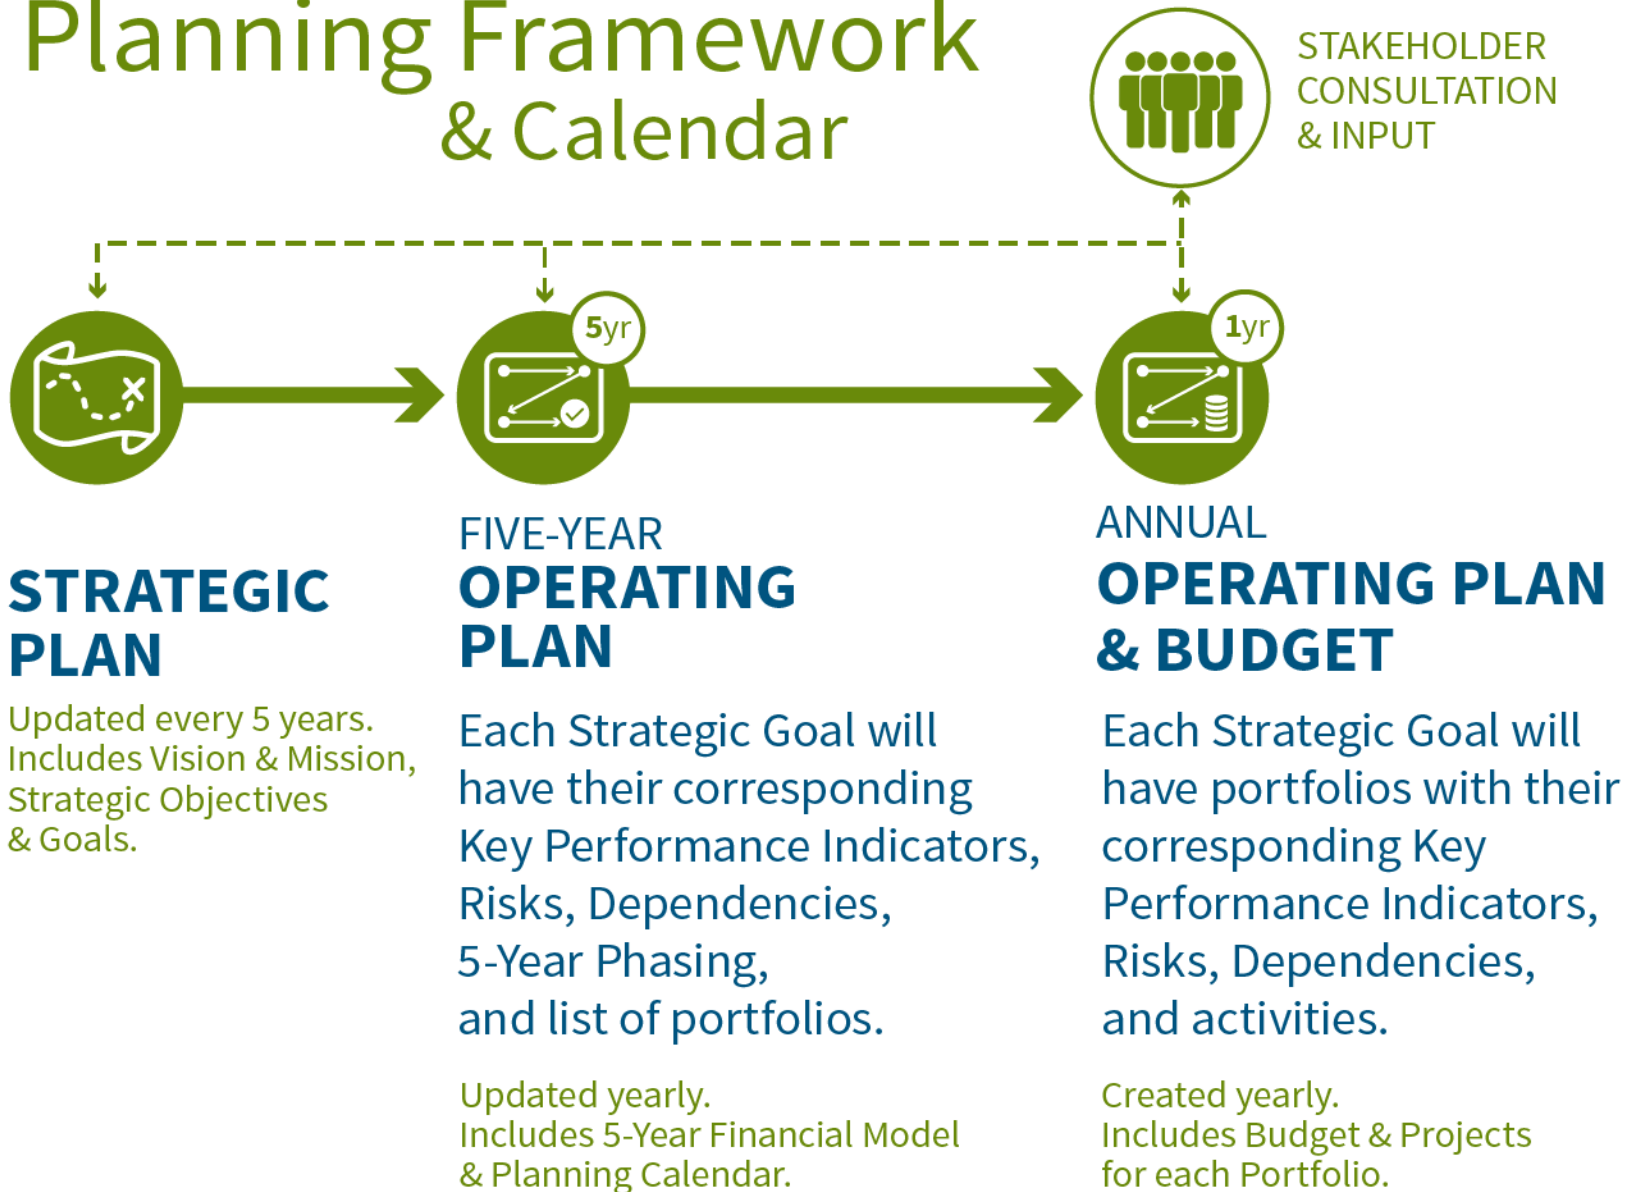 Planning Framework
& Calendar
STAKEHOLDER
CONSULTATION
& INPUT
5yr
1yr
STRATEGIC
PLAN
Updated every 5 years.
Includes Vision & Mission,
Strategic Objectives
& Goals.
FIVE-YEAR
OPERATING
PLAN
Each Strategic Goal will
have their corresponding
Key Performance Indicators,
Risks, Dependencies,
5-Year Phasing,
and list of portfolios.
Updated yearly.
Includes 5-Year Financial Model
& Planning Calendar.
ANNUAL
OPERATING PLAN
& BUDGET
Each Strategic Goal will
have portfolios with their
corresponding Key
Performance Indicators,
Risks, Dependencies,
and activities.
Created yearly.
Includes Budget & Projects
for each Portfolio.